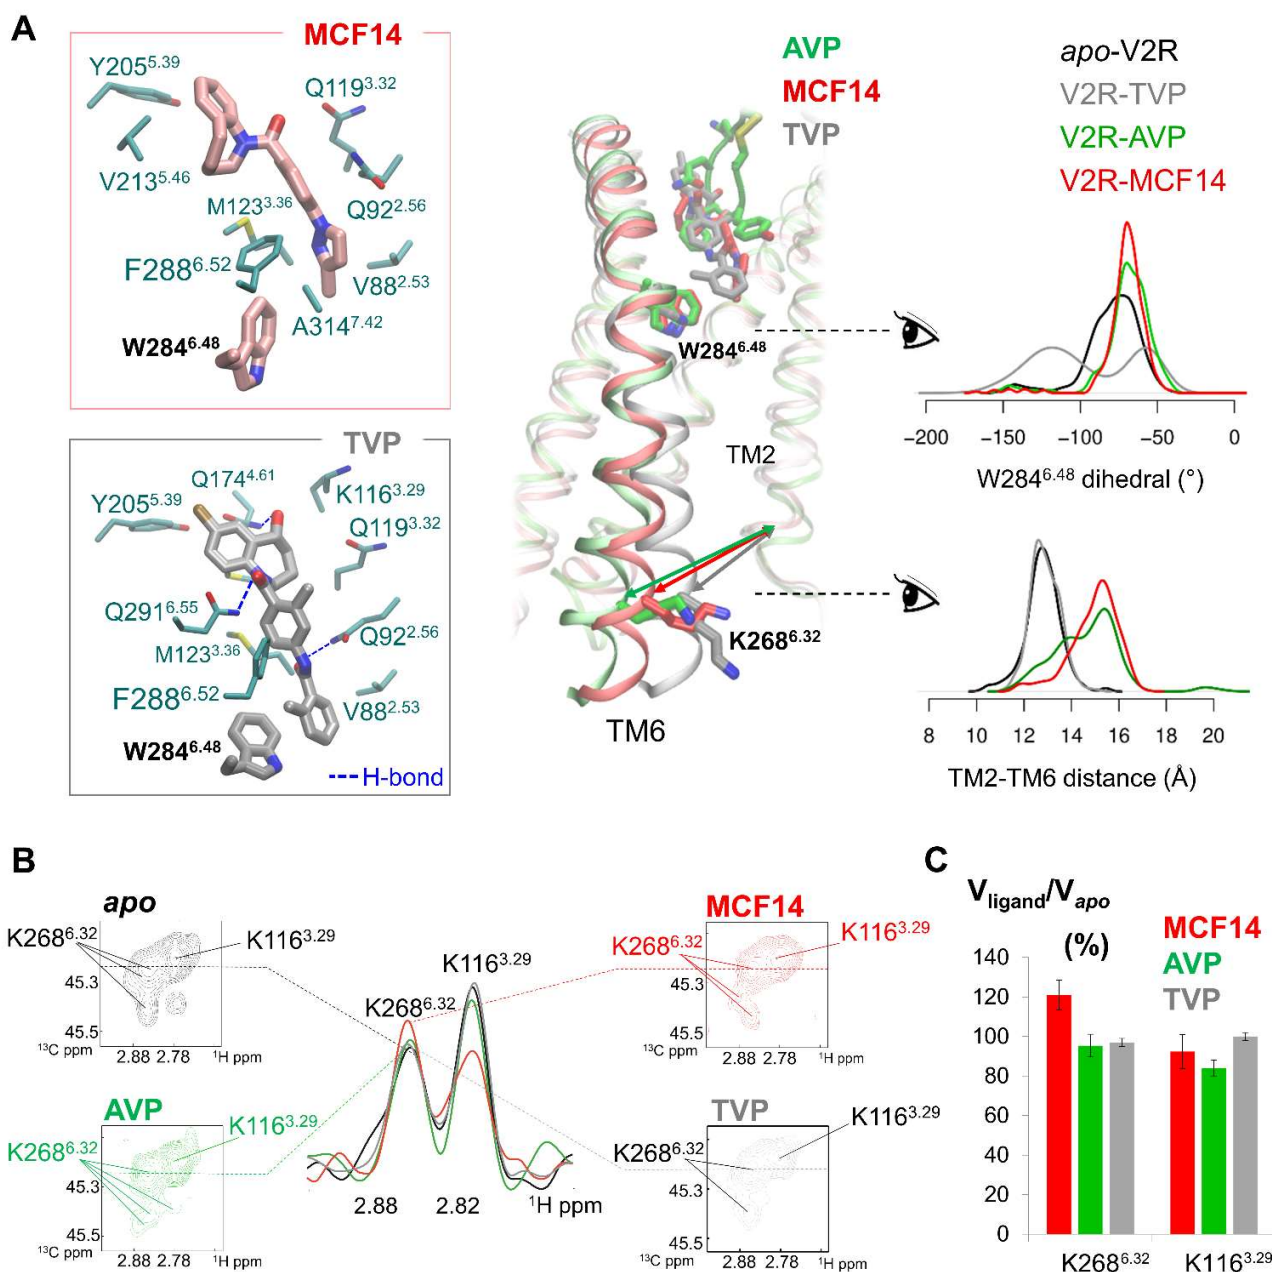 A
MCF14
Y205^5.39
Q119^3.32
V213^5.46
M123^3.36
Q92^2.56
F288^6.52
V88^2.53
A314^7.42
W284^6.48
TVP
Q174^4.61
Y205^5.39
K116^3.29
Q119^3.32
Q291^6.55
Q92^2.56
M123^3.36
F288^6.52
V88^2.53
W284^6.48
H-bond
AVP
MCF14
TVP
W284^6.48
TM2
K268^6.32
TM6
apo-V2R
V2R-TVP
V2R-AVP
V2R-MCF14
−200 −150 −100 −50 0
W284^6.48 dihedral (°)
8 10 12 14 16 18 20
TM2-TM6 distance (Å)
B
apo
K268^6.32
K116^3.29
45.3
45.5
13C ppm
2.88 2.78
1H ppm
AVP
K116^3.29
K268^6.32
45.3
45.5
13C ppm
2.88 2.78
1H ppm
K116^3.29
K268^6.32
2.88 2.82 1H ppm
MCF14
K268^6.32
K116^3.29
45.3
45.5
13C ppm
2.88 2.78
1H ppm
TVP
K116^3.29
K268^6.32
45.3
45.5
13C ppm
2.88 2.78
1H ppm
C
Vligand/Vapo
(%)
MCF14
AVP
TVP
140
120
100
80
60
40
20
0
K268^6.32 K116^3.29